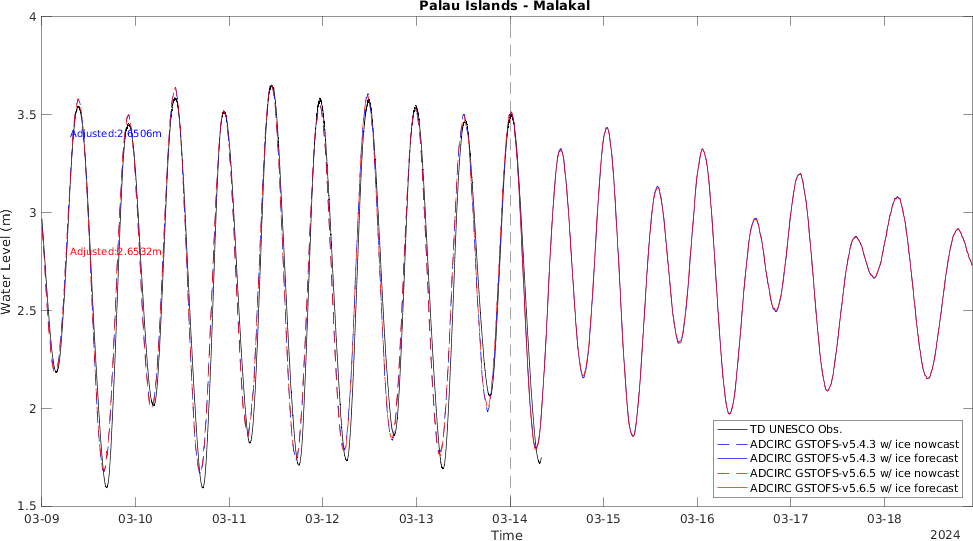 Palau Islands - Malakal
4
3.5
3
2.5
2
1.5
Water Level (m)
Adjusted:2.6506m
Adjusted:2.6532m
TD UNESCO Obs.
ADCIRC GSTOFS-v5.4.3 w/ ice nowcast
ADCIRC GSTOFS-v5.4.3 w/ ice forecast
ADCIRC GSTOFS-v5.6.5 w/ ice nowcast
ADCIRC GSTOFS-v5.6.5 w/ ice forecast
03-09 03-10 03-11 03-12 03-13 03-14 03-15 03-16 03-17 03-18
Time
2024